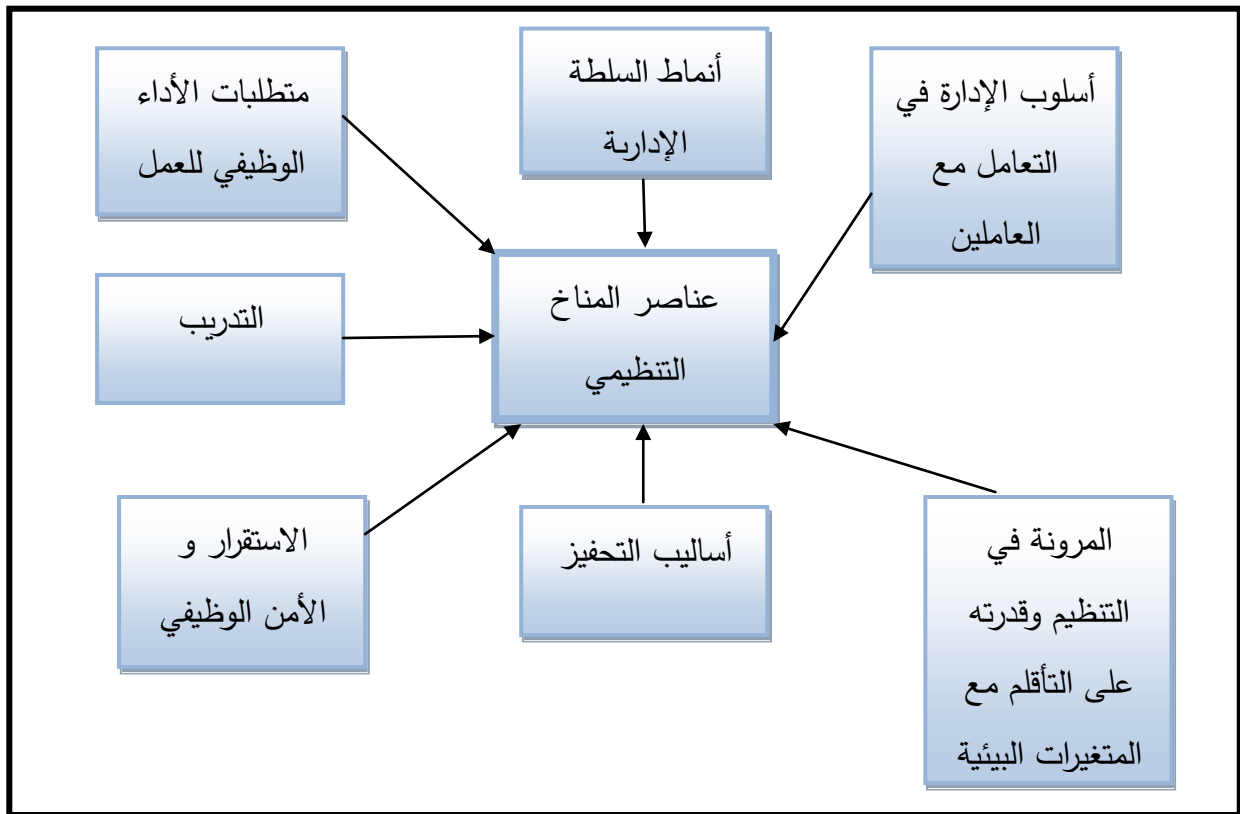 أسلوب الإدارة في
التعامل مع
العاملين
أنماط السلطة
الإدارية
متطلبات الأداء
الوظيفي للعمل
عناصر المناخ
التنظيمي
التدريب
المرونة في
التنظيم وقدرته
على التأقلم مع
المتغيرات البيئية
أساليب التحفيز
الاستقرار و
الأمن الوظيفي